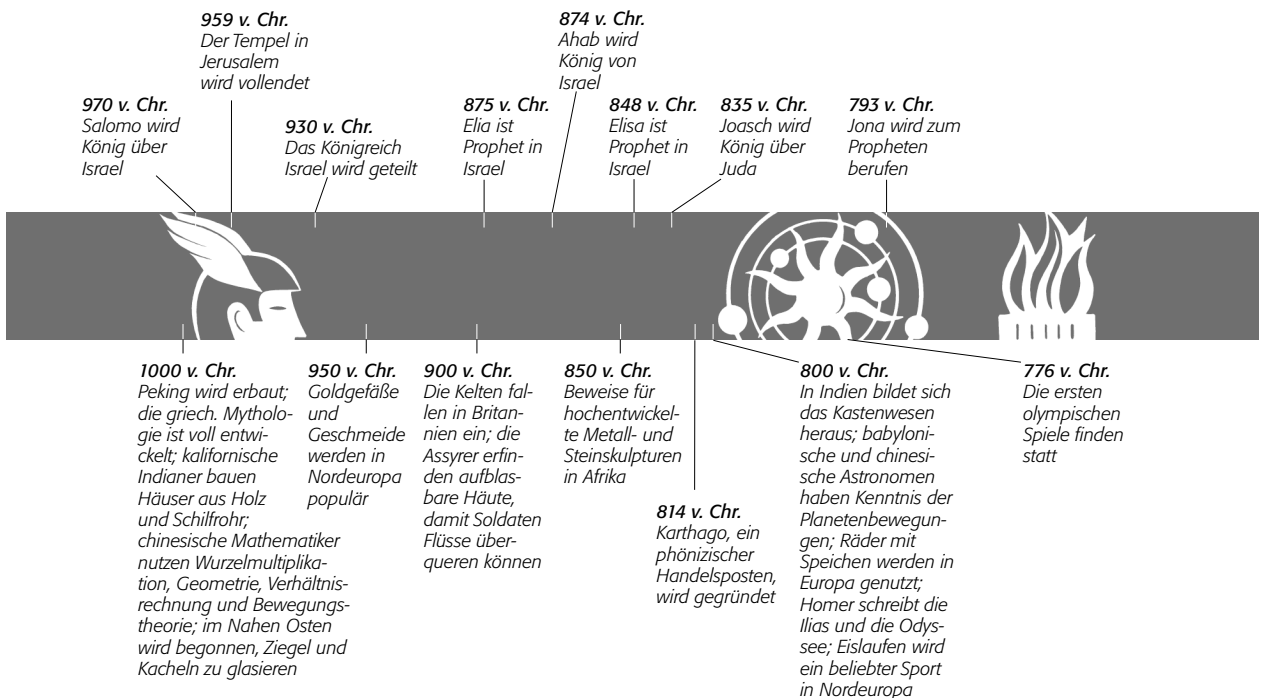 959 v. Chr.
Der Tempel in
Jerusalem
wird vollendet
874 v. Chr.
Ahab wird
König von
Israel
970 v. Chr.
Salomo wird
König über
Israel
930 v. Chr.
Das Königreich
Israel wird geteilt
875 v. Chr.
Elia ist
Prophet in
Israel
848 v. Chr.
Elisa ist
Prophet in
Israel
835 v. Chr.
Joasch wird
König über
Juda
793 v. Chr.
Jona wird zum
Propheten
berufen
1000 v. Chr.
Peking wird erbaut;
die griech. Mytholo-
gie ist voll entwi-
ckelt; kalifornische
Indianer bauen
Häuser aus Holz
und Schilfrohr;
chinesische Mathematiker
nutzen Wurzelmultiplika-
tion, Geometrie, Verhältnis-
rechnung und Bewegungs-
theorie; im Nahen Osten
wird begonnen, Ziegel und
Kacheln zu glasieren
950 v. Chr.
Goldgefäße
und
Geschmeide
werden in
Nordeuropa
populär
900 v. Chr.
Die Kelten fal-
len in Britan-
nien ein; die
Assyrer erfin-
den aufblas-
bare Häute,
damit Soldaten
Flüsse über-
queren können
850 v. Chr.
Beweise für
hochentwickel-
te Metall- und
Steinskulpturen
in Afrika
814 v. Chr.
Karthago, ein
phönizischer
Handelsposten,
wird gegründet
800 v. Chr.
In Indien bildet sich
das Kastenwesen
heraus; babyloni-
sche und chinesi-
sche Astronomen
haben Kenntnis der
Planetenbewegun-
gen; Räder mit
Speichen werden in
Europa genutzt;
Homer schreibt die
Ilias und die Odys-
see; Eislaufen wird
ein beliebter Sport
in Nordeuropa
776 v. Chr.
Die ersten
olympischen
Spiele finden
statt